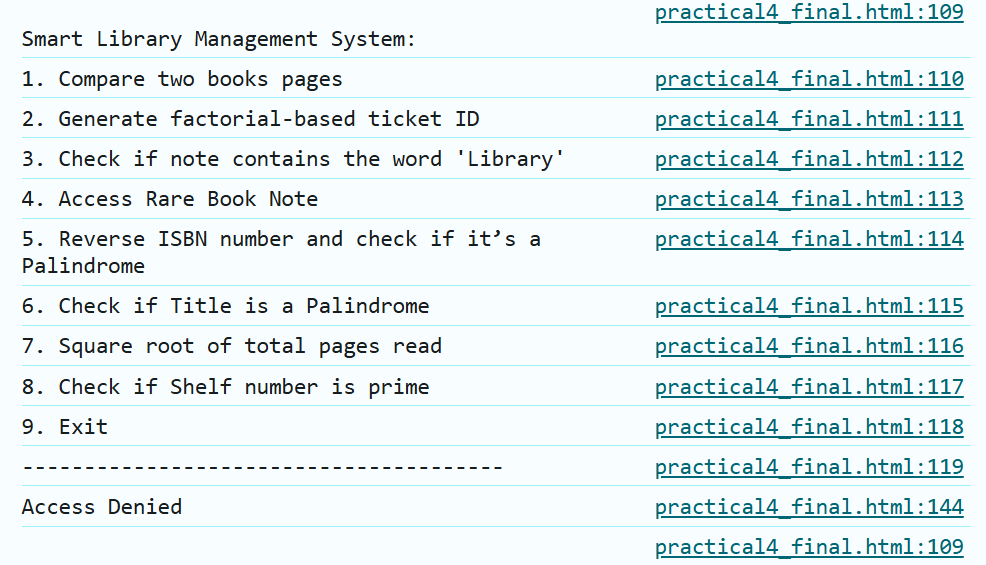 practical4_final.html:109
Smart Library Management System:
1. Compare two books pages practical4_final.html:110
2. Generate factorial-based ticket ID practical4_final.html:111
3. Check if note contains the word 'Library' practical4_final.html:112
4. Access Rare Book Note practical4_final.html:113
5. Reverse ISBN number and check if it’s a practical4_final.html:114
Palindrome
6. Check if Title is a Palindrome practical4_final.html:115
7. Square root of total pages read practical4_final.html:116
8. Check if Shelf number is prime practical4_final.html:117
9. Exit practical4_final.html:118
--------------------------------------- practical4_final.html:119
Access Denied practical4_final.html:144
practical4_final.html:109